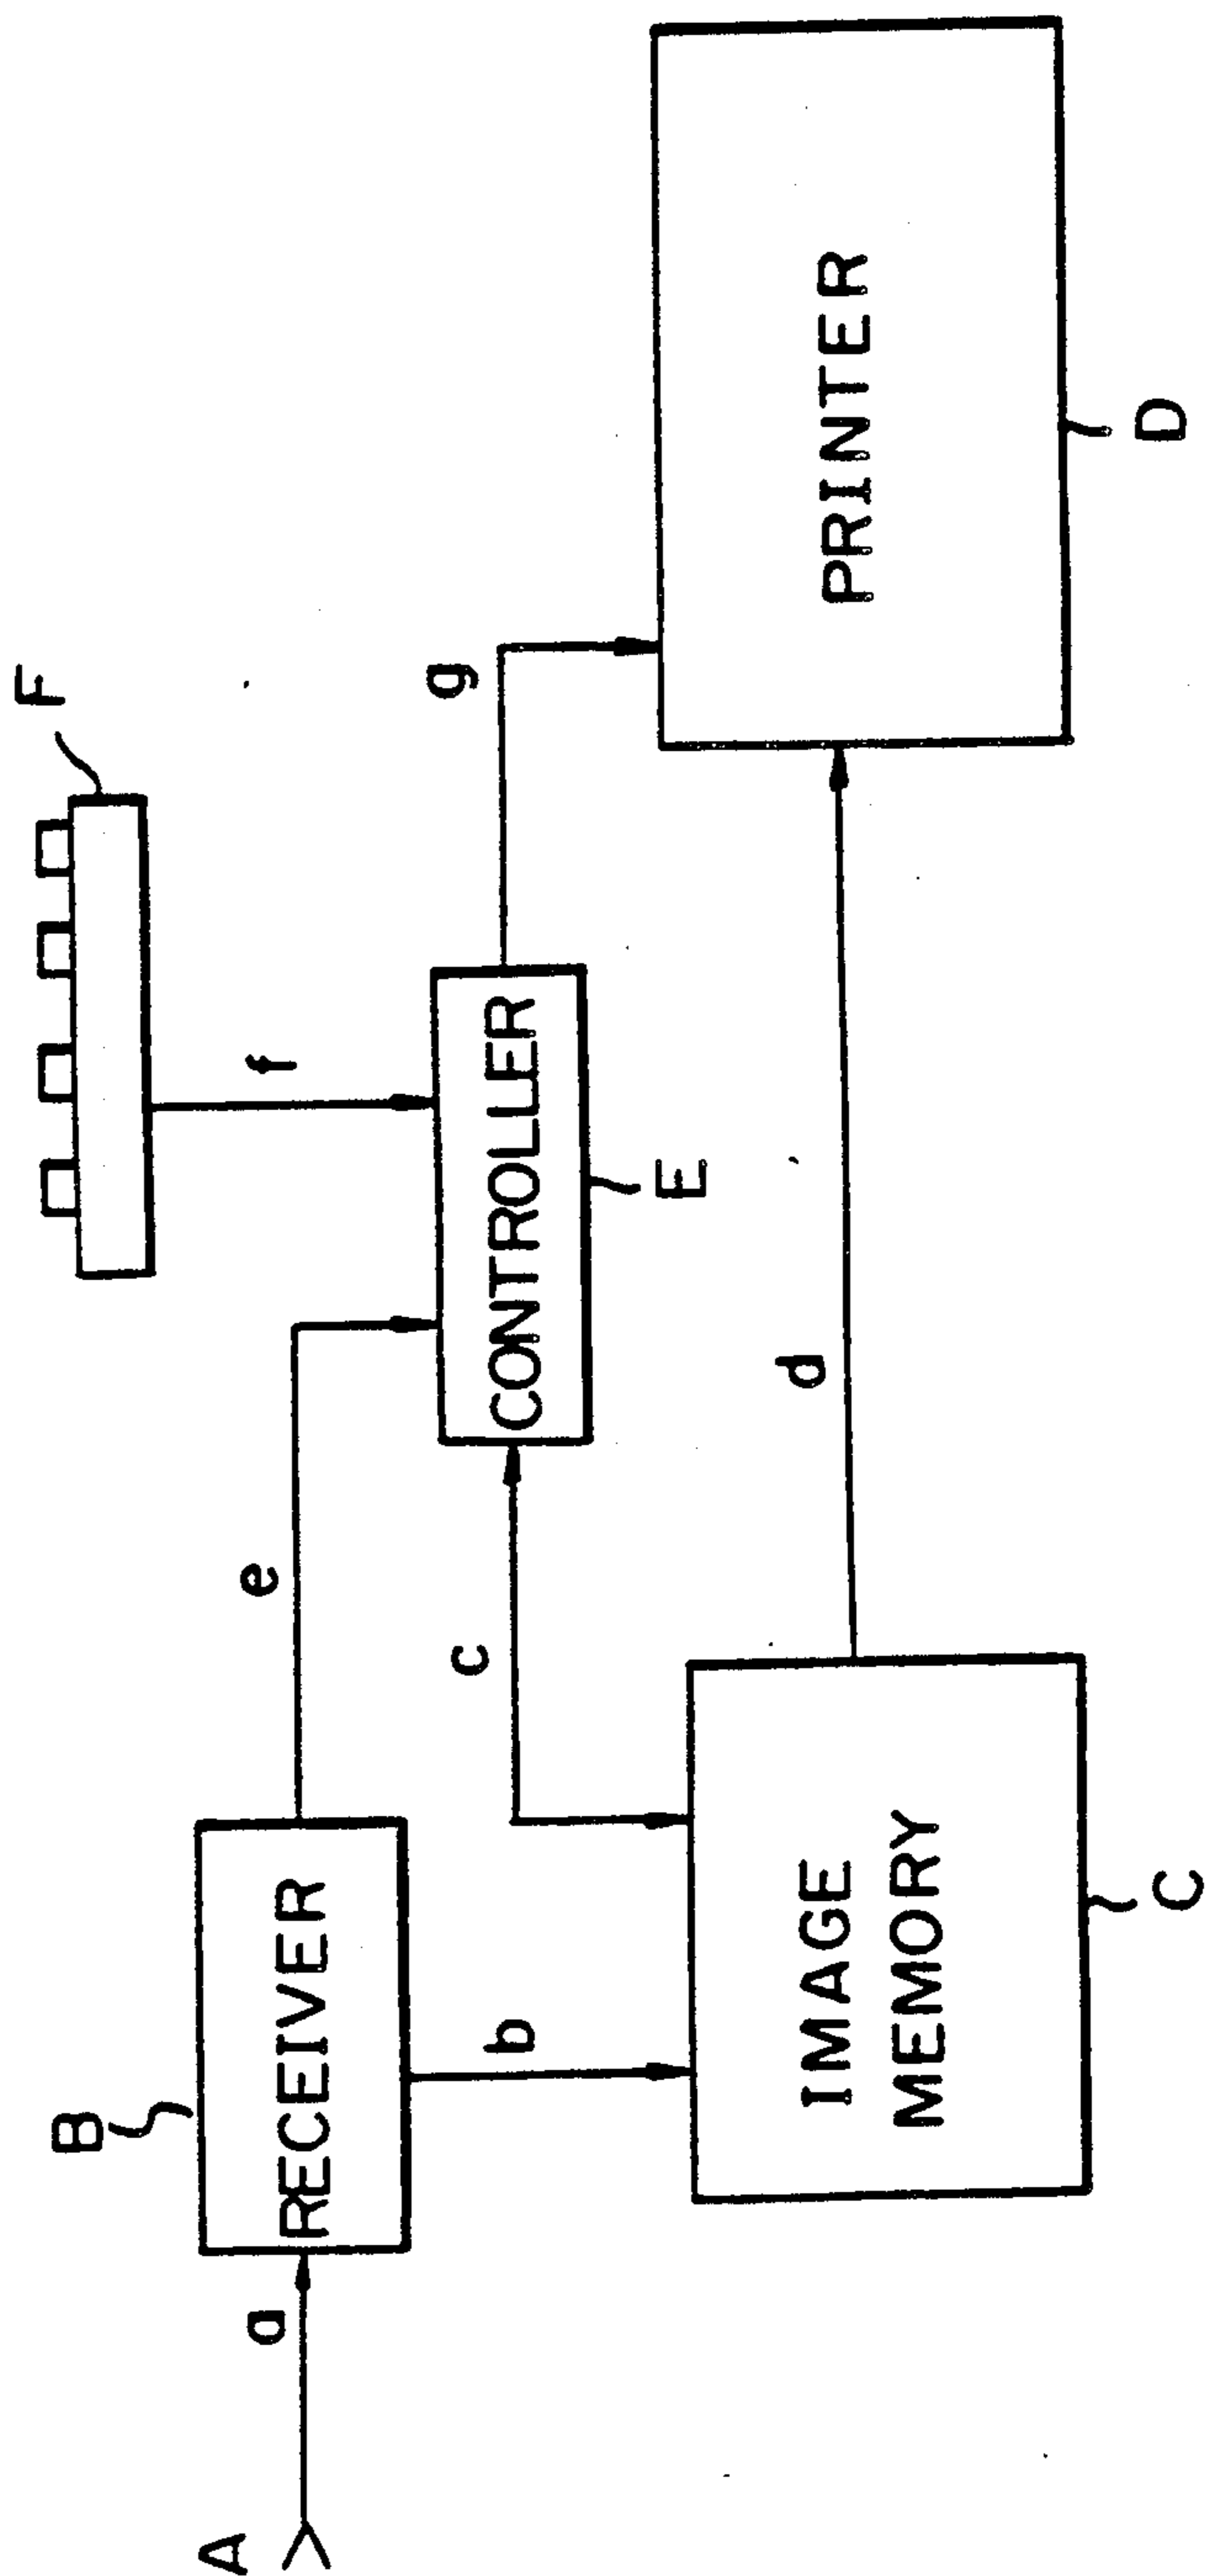 A
a
B
RECEIVER
e
b
c
IMAGE
MEMORY
C
F
f
CONTROLLER
E
d
g
PRINTER
D